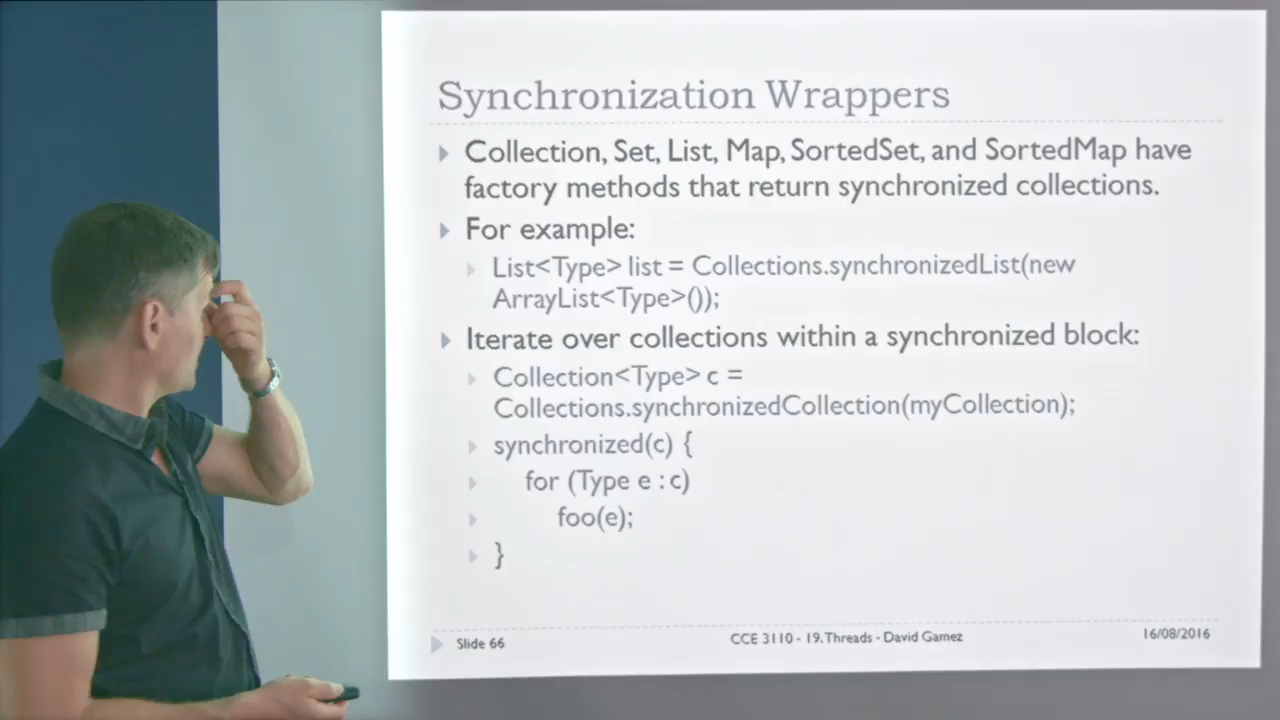 Synchronization Wrappers
Collection, Set, List, Map, SortedSet, and SortedMap have
factory methods that return synchronized collections.
For example:
List<Type> list = Collections.synchronizedList(new
ArrayList<Type>());
Iterate over collections within a synchronized block:
Collection<Type> c =
Collections.synchronizedCollection(myCollection);
synchronized(c) {
for (Type e : c)
foo(e);
}
Slide 66
CCE 3110 - 19.Threads - David Gamez
16/08/2016